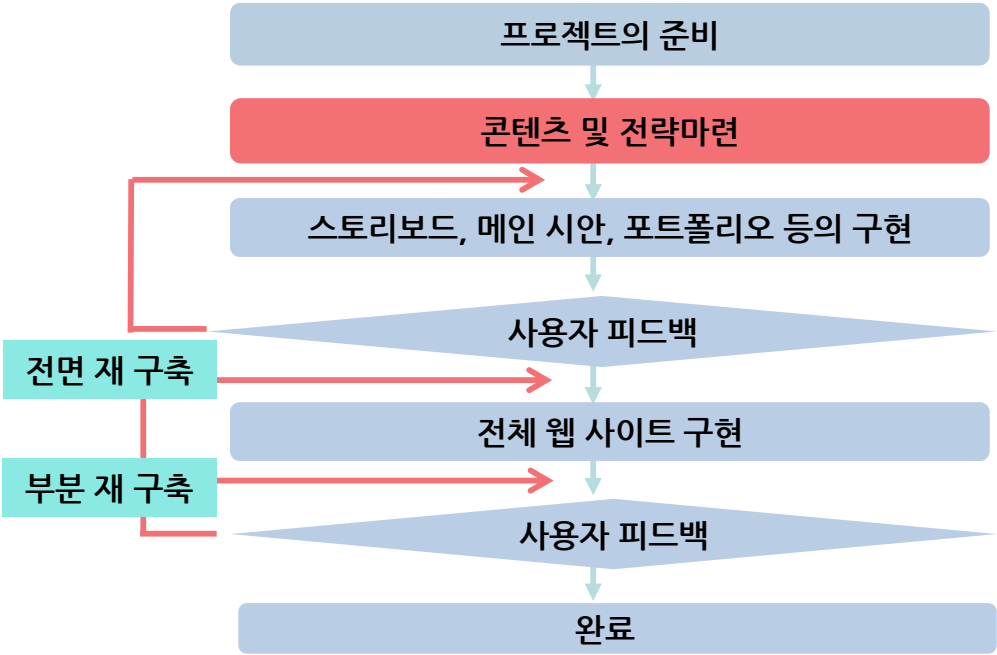 프로젝트의 준비
콘텐츠 및 전략마련
스토리보드, 메인 시안, 포트폴리오 등의 구현
사용자 피드백
전면 재 구축
전체 웹 사이트 구현
부분 재 구축
사용자 피드백
완료